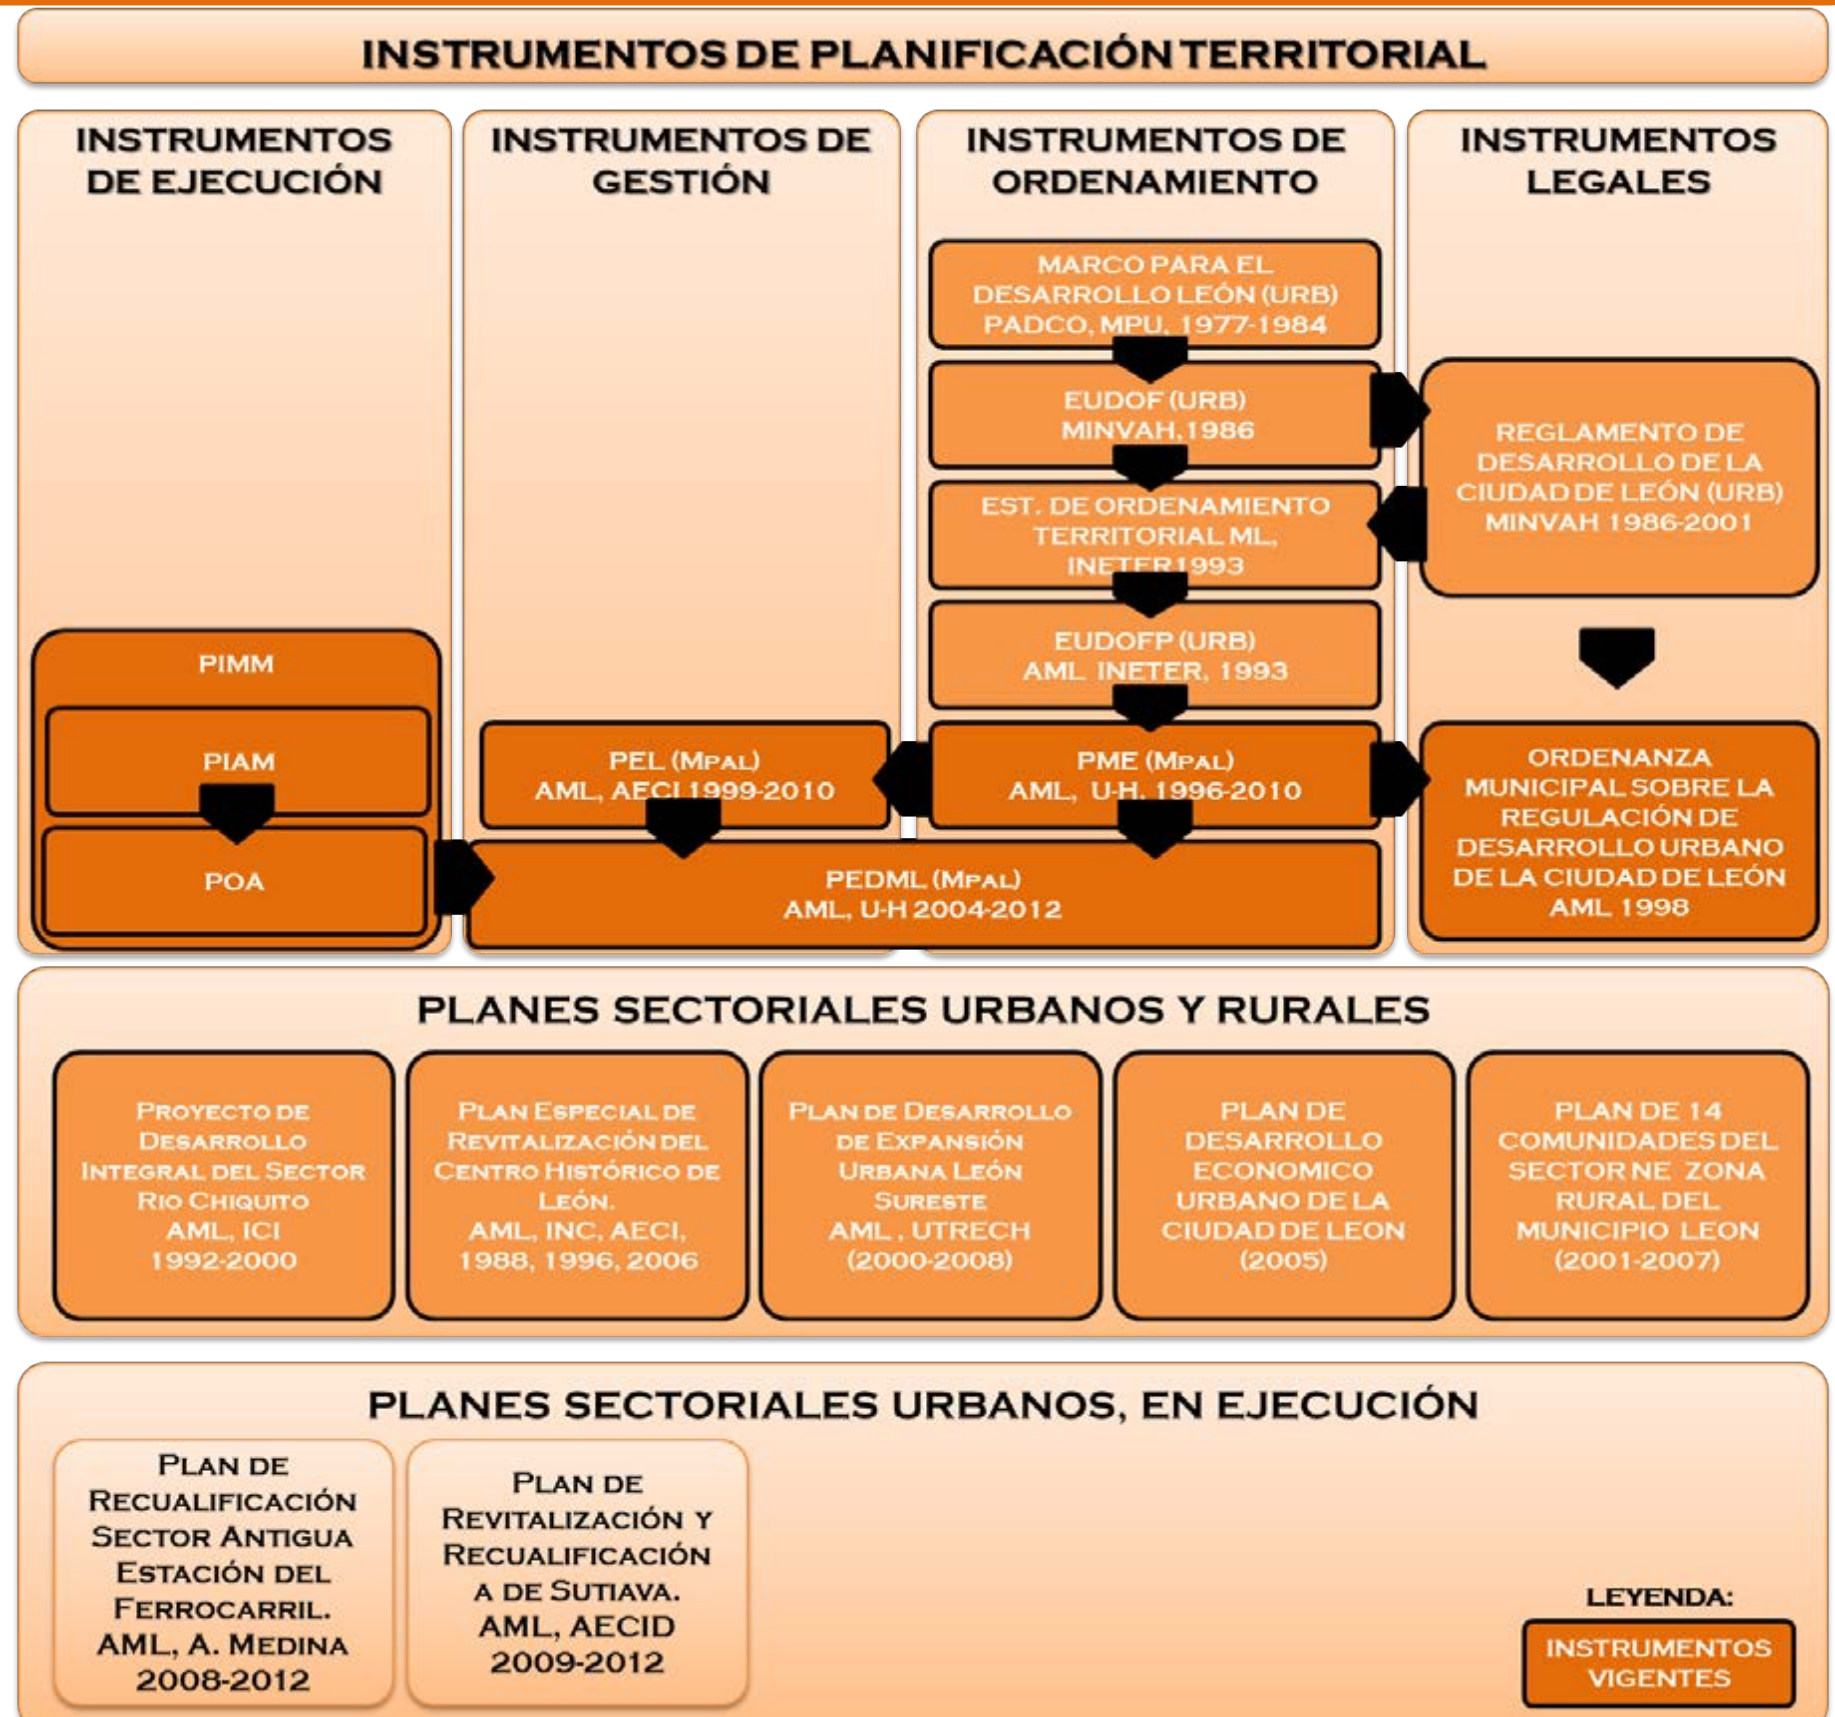 INSTRUMENTOS DE PLANIFICACIÓN TERRITORIAL
INSTRUMENTOS
DE EJECUCIÓN
PIMM
PIAM
POA
INSTRUMENTOS DE
GESTIÓN
PEL (MPAL)
AML, AECI 1999-2010
INSTRUMENTOS DE
ORDENAMIENTO
MARCO PARA EL
DESARROLLO LEÓN (URB)
PADCO, MPU. 1977-1984
EUDOF (URB)
MINVAH,1986
EST. DE ORDENAMIENTO
TERRITORIAL ML,
INETER1993
EUDOFP (URB)
AML INETER, 1993
PME (MPAL)
AML, U-H. 1996-2010
PEDML (MPAL)
AML, U-H 2004-2012
INSTRUMENTOS
LEGALES
REGLAMENTO DE
DESARROLLO DE LA
CIUDAD DE LEÓN (URB)
MINVAH 1986-2001
ORDENANZA
MUNICIPAL SOBRE LA
REGULACIÓN DE
DESARROLLO URBANO
DE LA CIUDAD DE LEÓN
AML 1998
PLANES SECTORIALES URBANOS Y RURALES
PROYECTO DE
DESARROLLO
INTEGRAL DEL SECTOR
RIO CHIQUITO
AML, ICI
1992-2000
PLAN ESPECIAL DE
REVITALIZACIÓN DEL
CENTRO HISTÓRICO DE
LEÓN.
AML, INC, AECI,
1988, 1996, 2006
PLAN DE DESARROLLO
DE EXPANSIÓN
URBANA LEÓN
SURESTE
AML , UTRECH
(2000-2008)
PLAN DE
DESARROLLO
ECONOMICO
URBANO DE LA
CIUDAD DE LEON
(2005)
PLAN DE 14
COMUNIDADES DEL
SECTOR NE ZONA
RURAL DEL
MUNICIPIO LEON
(2001-2007)
PLANES SECTORIALES URBANOS, EN EJECUCIÓN
PLAN DE
RECUALIFICACIÓN
SECTOR ANTIGUA
ESTACIÓN DEL
FERROCARRIL.
AML, A. MEDINA
2008-2012
PLAN DE
REVITALIZACIÓN Y
RECUALIFICACIÓN
A DE SUTIAVA.
AML, AECID
2009-2012
LEYENDA:
INSTRUMENTOS
VIGENTES